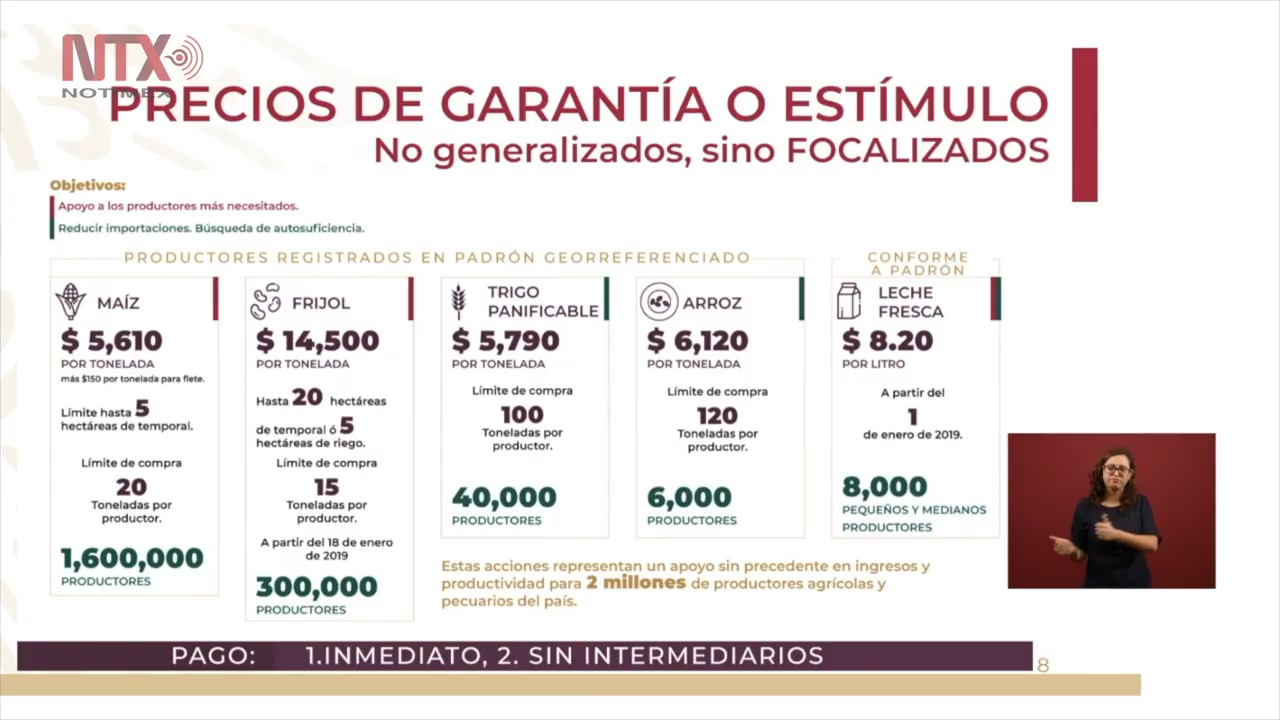 NTX
NOTIMEX
PRECIOS DE GARANTÍA O ESTÍMULO
No generalizados, sino FOCALIZADOS
Objetivos:
Apoyo a los productores más necesitados.
Reducir importaciones. Búsqueda de autosuficiencia.
PRODUCTORES REGISTRADOS EN PADRÓN GEORREFERENCIADO
MAÍZ
$ 5,610
POR TONELADA
más $150 por tonelada para flete.
Límite hasta 5
hectáreas de temporal.
Límite de compra
20
Toneladas por
productor.
1,600,000
PRODUCTORES
FRIJOL
$ 14,500
POR TONELADA
Hasta 20 hectáreas
de temporal ó 5
hectáreas de riego.
Límite de compra
15
Toneladas por
productor.
A partir del 18 de enero
de 2019
300,000
PRODUCTORES
TRIGO
PANIFICABLE
$ 5,790
POR TONELADA
Límite de compra
100
Toneladas por
productor.
40,000
PRODUCTORES
ARROZ
$ 6,120
POR TONELADA
Límite de compra
120
Toneladas por
productor.
6,000
PRODUCTORES
CONFORME
A PADRÓN
LECHE
FRESCA
$ 8.20
POR LITRO
A partir del
1
de enero de 2019.
8,000
PEQUEÑOS Y MEDIANOS
PRODUCTORES
Estas acciones representan un apoyo sin precedente en ingresos y
productividad para 2 millones de productores agrícolas y
pecuarios del país.
PAGO: 1.INMEDIATO, 2. SIN INTERMEDIARIOS
8